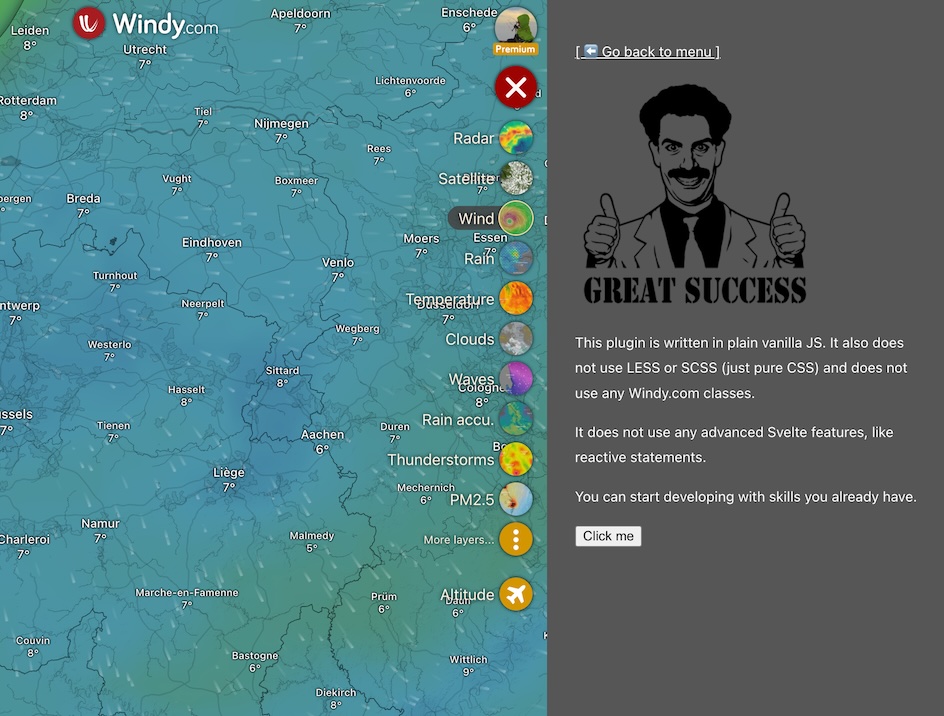 Leiden
8°
Windy.com
Apeldoorn
7°
Enschede
6°
Premium
Utrecht
7°
Lichtenvoorde
6°
Rotterdam
8°
Tiel
7°
Nijmegen
7°
Radar
Rees
7°
Vught
7°
Boxmeer
7°
Satellite
7°
Breda
7°
Wind
Eindhoven
7°
Moers
7°
Essen
7°
Rain
Venlo
7°
Turnhout
7°
Neerpelt
7°
Temperature
Düsseldorf
7°
ntwerp
7°
Wegberg
7°
Clouds
Westerlo
7°
Sittard
8°
Waves
Cologne
8°
Hasselt
8°
ussels
7°
Tienen
7°
Aachen
6°
Duren
7°
Rain accu.
Liège
7°
Thunderstorms
Mechernich
6°
PM2.5
Namur
7°
Charleroi
7°
Malmedy
5°
More layers...
Marche-en-Famenne
7°
Prüm
6°
Altitude
Daun
6°
Couvin
8°
Bastogne
6°
Wittlich
9°
Diekirch
8°
[ ⬅️ Go back to menu ]
GREAT SUCCESS
This plugin is written in plain vanilla JS. It also does
not use LESS or SCSS (just pure CSS) and does not
use any Windy.com classes.
It does not use any advanced Svelte features, like
reactive statements.
You can start developing with skills you already have.
Click me